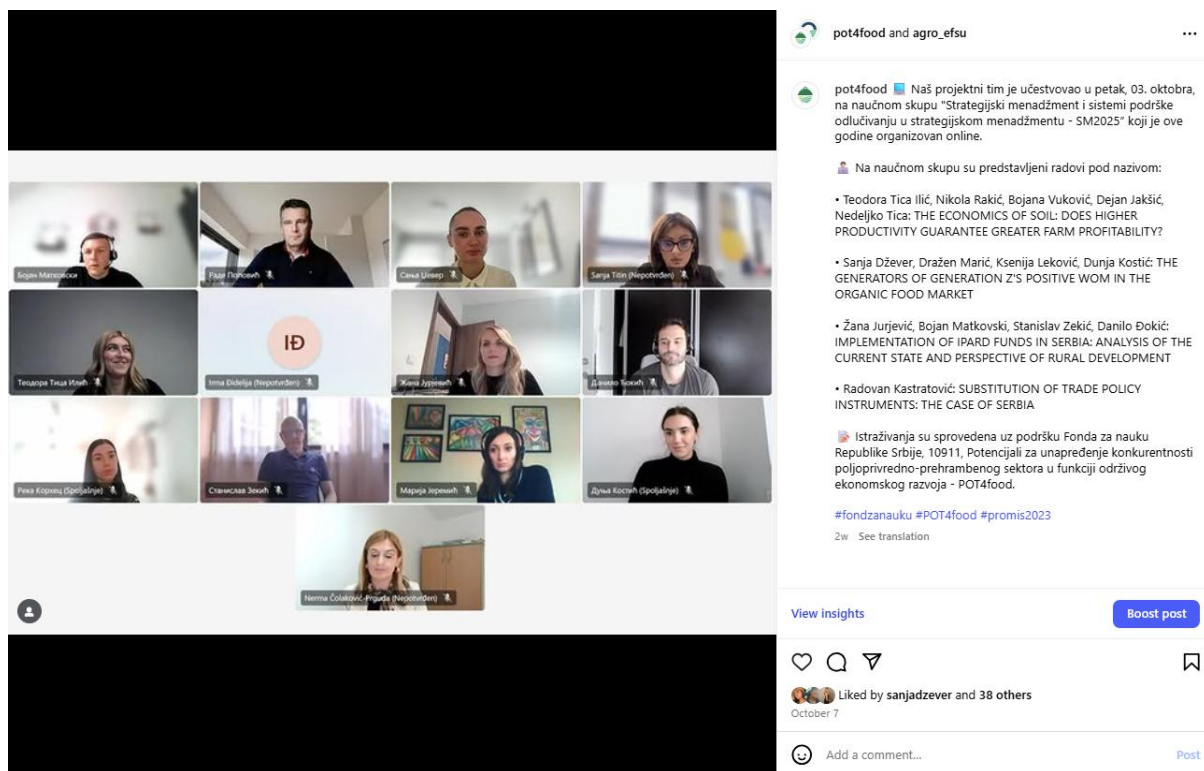 Бојан Матковски
Раде Поповић
Сања Џевер
Sanja Titin (Nepotvrđen)
Теодора Тица Илић
IĐ
Irma Đidelija (Nepotvrđen)
Жана Јурјевић
Данило Ђокић
Река Корхец (Spoljašnje)
Станислав Зекић
Марија Јеремић
Дуња Костић (Spoljašnje)
Nerma Čolaković-Prguda (Nepotvrđen)
pot4food and agro_efsu
pot4food Naš projektni tim je učestvovao u petak, 03. oktobra,
na naučnom skupu "Strategijski menadžment i sistemi podrške
odlučivanju u strategijskom menadžmentu - SM2025" koji je ove
godine organizovan online.
Na naučnom skupu su predstavljeni radovi pod nazivom:
• Teodora Tica Ilić, Nikola Rakić, Bojana Vuković, Dejan Jakšić,
Nedeljko Tica: THE ECONOMICS OF SOIL: DOES HIGHER
PRODUCTIVITY GUARANTEE GREATER FARM PROFITABILITY?
• Sanja Džever, Dražen Marić, Ksenija Leković, Dunja Kostić: THE
GENERATORS OF GENERATION Z'S POSITIVE WOM IN THE
ORGANIC FOOD MARKET
• Žana Jurjević, Bojan Matkovski, Stanislav Zekić, Danilo Đokić:
IMPLEMENTATION OF IPARD FUNDS IN SERBIA: ANALYSIS OF THE
CURRENT STATE AND PERSPECTIVE OF RURAL DEVELOPMENT
• Radovan Kastratović: SUBSTITUTION OF TRADE POLICY
INSTRUMENTS: THE CASE OF SERBIA
Istraživanja su sprovedena uz podršku Fonda za nauku
Republike Srbije, 10911, Potencijali za unapređenje konkurentnosti
poljoprivredno-prehrambenog sektora u funkciji održivog
ekonomskog razvoja - POT4food.
#fondzanauku #POT4food #promis2023
2w See translation
View insights
Boost post
Liked by sanjadzever and 38 others
October 7
Add a comment...
Post